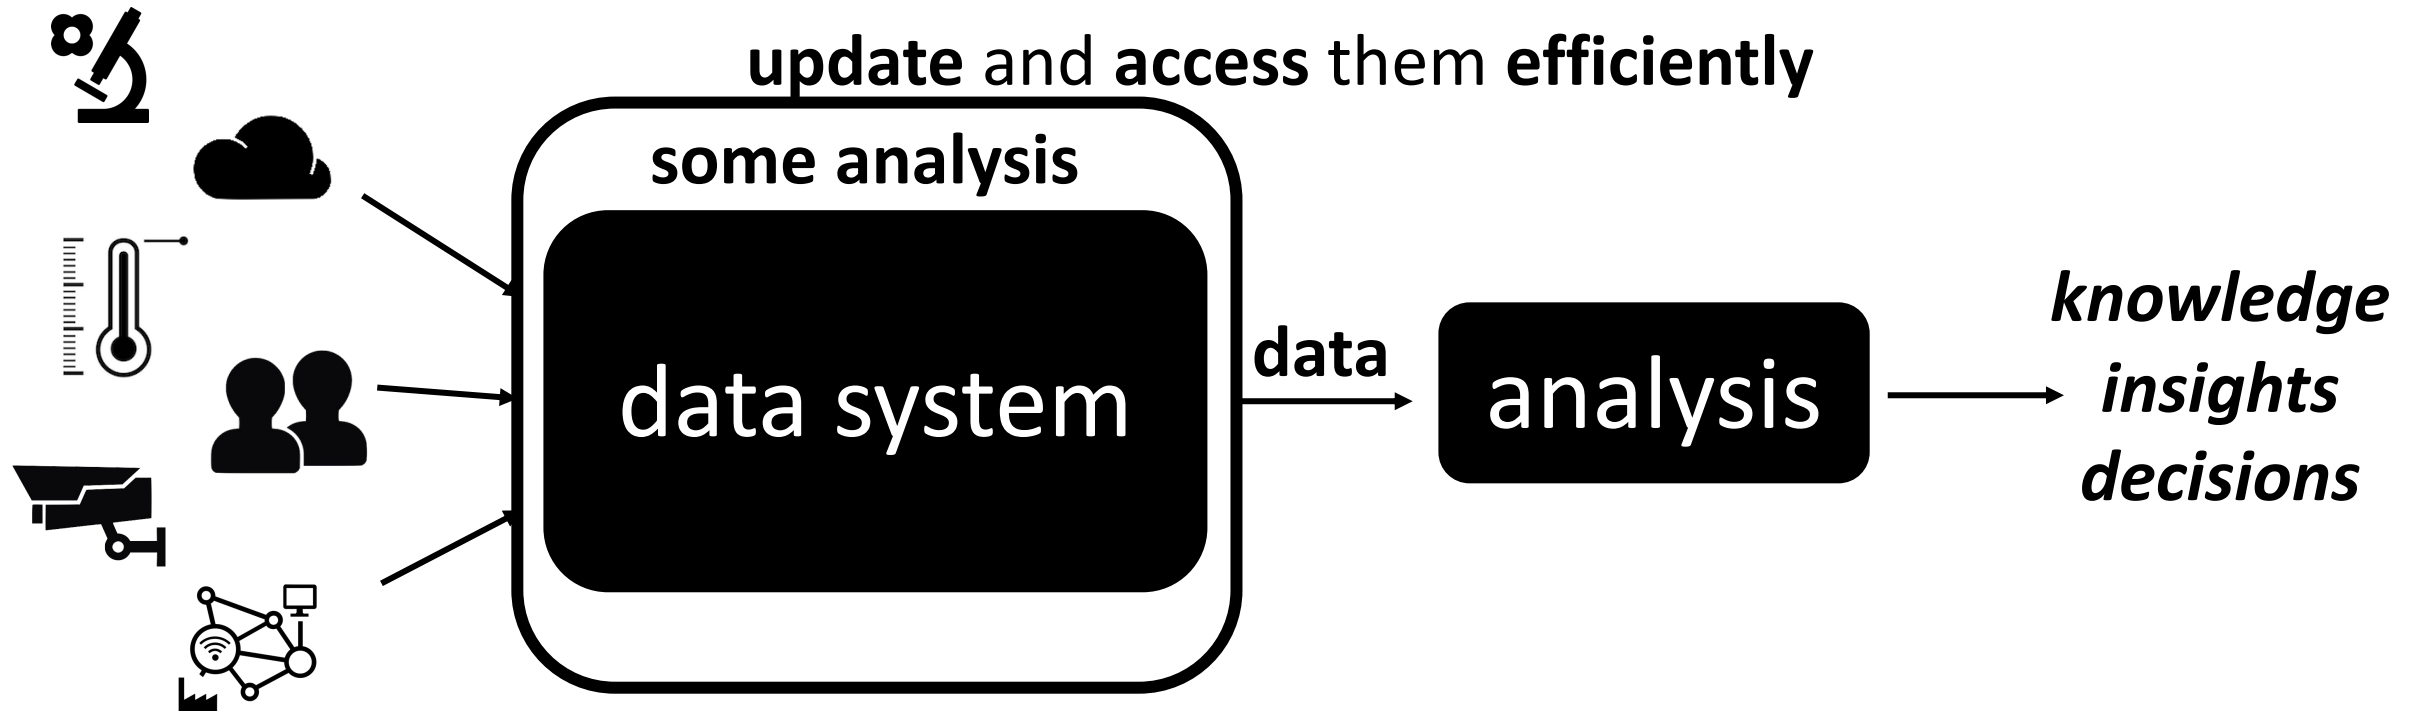 update and access them efficiently
some analysis
data system
data
analysis
knowledge
insights
decisions